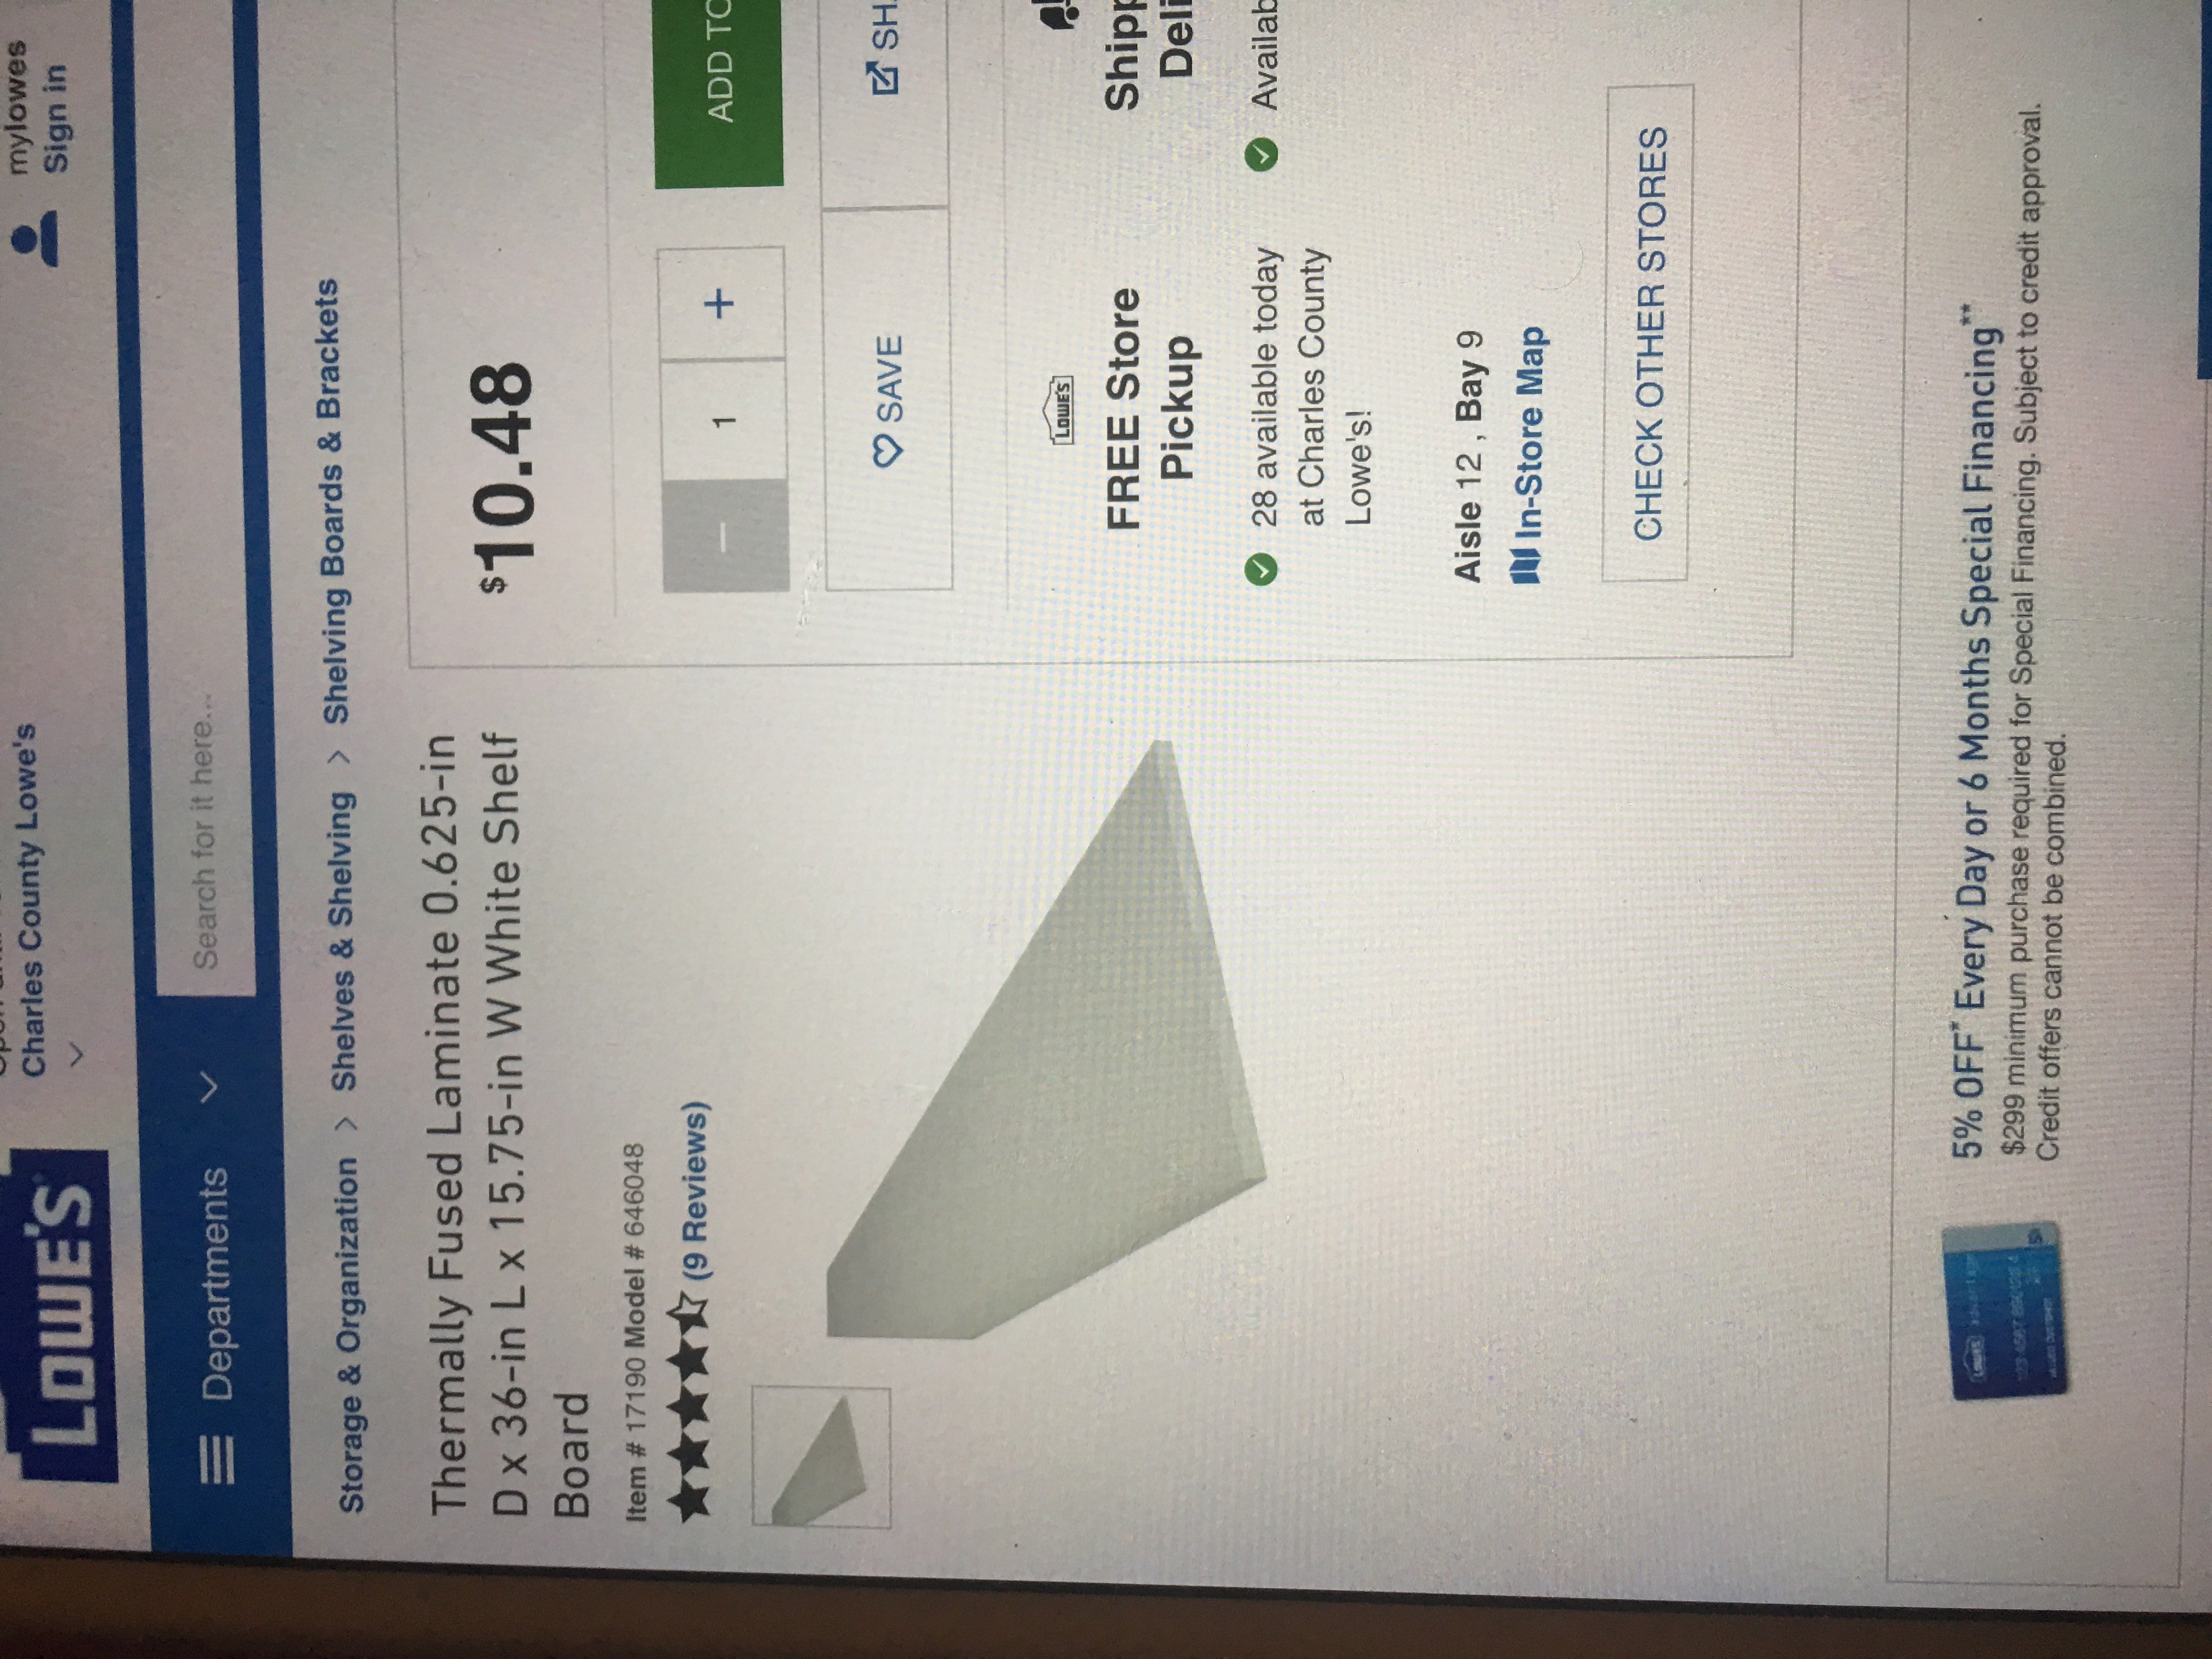 LOWE'S
Charles County Lowe's
mylowes
Sign in
Departments
Search for it here...
Storage & Organization > Shelves & Shelving > Shelving Boards & Brackets
Thermally Fused Laminate 0.625-in
D x 36-in L x 15.75-in W White Shelf
Board
Item # 17190 Model # 646048
(9 Reviews)
$10.48
- 1 +
ADD TO
SAVE
SH
LOWE'S
FREE Store
Pickup
28 available today
at Charles County
Lowe's!
Aisle 12 , Bay 9
In-Store Map
CHECK OTHER STORES
Shipp
Deli
Availab
5% OFF* Every Day or 6 Months Special Financing**
$299 minimum purchase required for Special Financing. Subject to credit approval.
Credit offers cannot be combined.